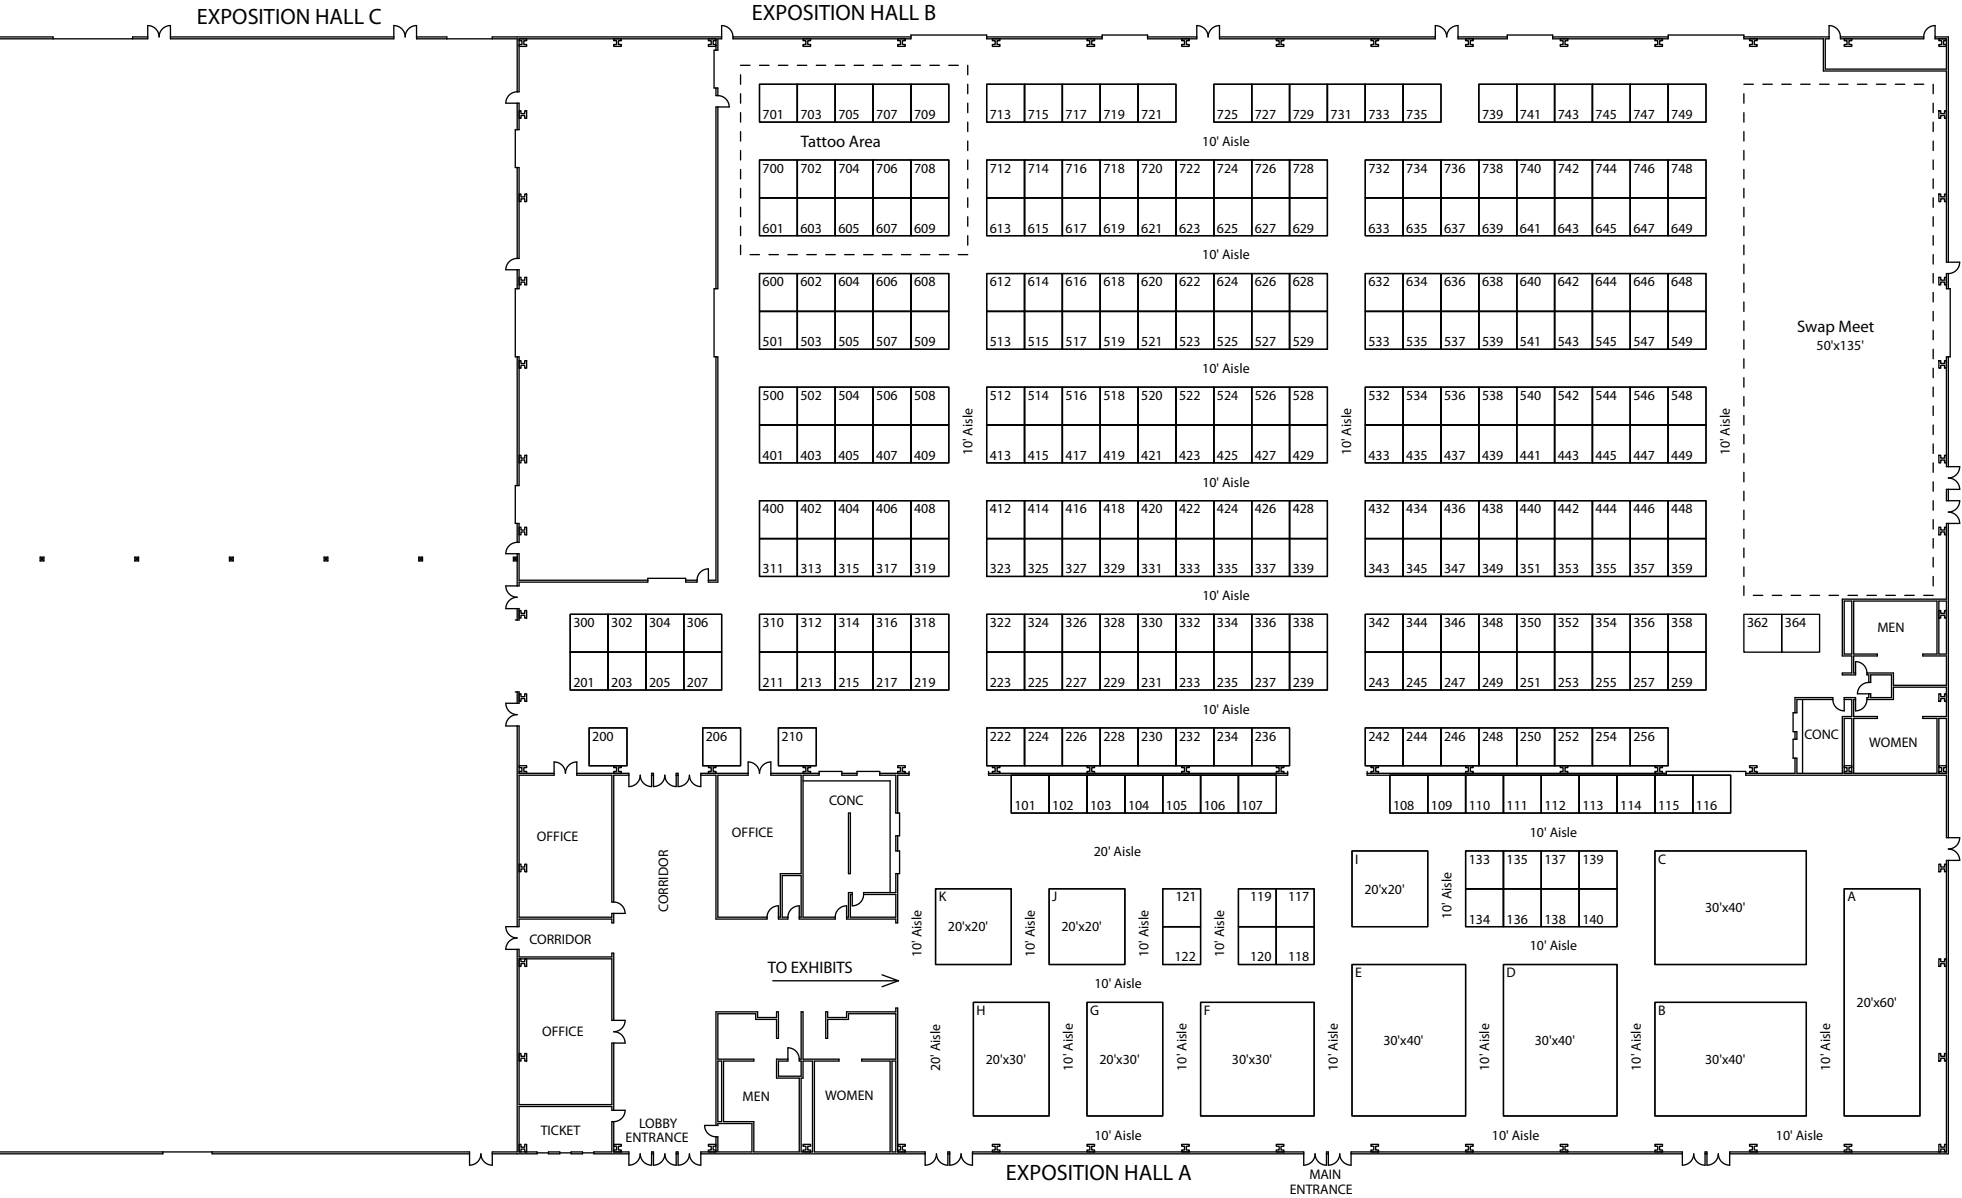 EXPOSITION HALL C
EXPOSITION HALL B
701 703 705 707 709
713 715 717 719 721
725 727 729 731 733 735
739 741 743 745 747 749
Tattoo Area
10' Aisle
700 702 704 706 708
712 714 716 718 720 722 724 726 728
732 734 736 738 740 742 744 746 748
601 603 605 607 609
613 615 617 619 621 623 625 627 629
633 635 637 639 641 643 645 647 649
10' Aisle
600 602 604 606 608
612 614 616 618 620 622 624 626 628
632 634 636 638 640 642 644 646 648
501 503 505 507 509
513 515 517 519 521 523 525 527 529
533 535 537 539 541 543 545 547 549
Swap Meet
50'x135'
10' Aisle
500 502 504 506 508
512 514 516 518 520 522 524 526 528
532 534 536 538 540 542 544 546 548
10' Aisle
10' Aisle
10' Aisle
401 403 405 407 409
413 415 417 419 421 423 425 427 429
433 435 437 439 441 443 445 447 449
10' Aisle
400 402 404 406 408
412 414 416 418 420 422 424 426 428
432 434 436 438 440 442 444 446 448
311 313 315 317 319
323 325 327 329 331 333 335 337 339
343 345 347 349 351 353 355 357 359
10' Aisle
300 302 304 306
310 312 314 316 318
322 324 326 328 330 332 334 336 338
342 344 346 348 350 352 354 356 358
362 364
MEN
201 203 205 207
211 213 215 217 219
223 225 227 229 231 233 235 237 239
243 245 247 249 251 253 255 257 259
10' Aisle
200
206
210
222 224 226 228 230 232 234 236
242 244 246 248 250 252 254 256
CONC
WOMEN
101 102 103 104 105 106 107
108 109 110 111 112 113 114 115 116
CONC
OFFICE
OFFICE
CORRIDOR
20' Aisle
10' Aisle
I
20'x20'
10' Aisle
133 135 137 139
134 136 138 140
10' Aisle
C
30'x40'
A
20'x60'
10' Aisle
K
20'x20'
10' Aisle
J
20'x20'
10' Aisle
121
122
10' Aisle
119 117
120 118
CORRIDOR
TO EXHIBITS
10' Aisle
OFFICE
20' Aisle
H
20'x30'
10' Aisle
G
20'x30'
10' Aisle
F
30'x30'
10' Aisle
E
30'x40'
10' Aisle
D
30'x40'
10' Aisle
B
30'x40'
10' Aisle
MEN
WOMEN
TICKET
LOBBY
ENTRANCE
10' Aisle
10' Aisle
10' Aisle
EXPOSITION HALL A
MAIN
ENTRANCE